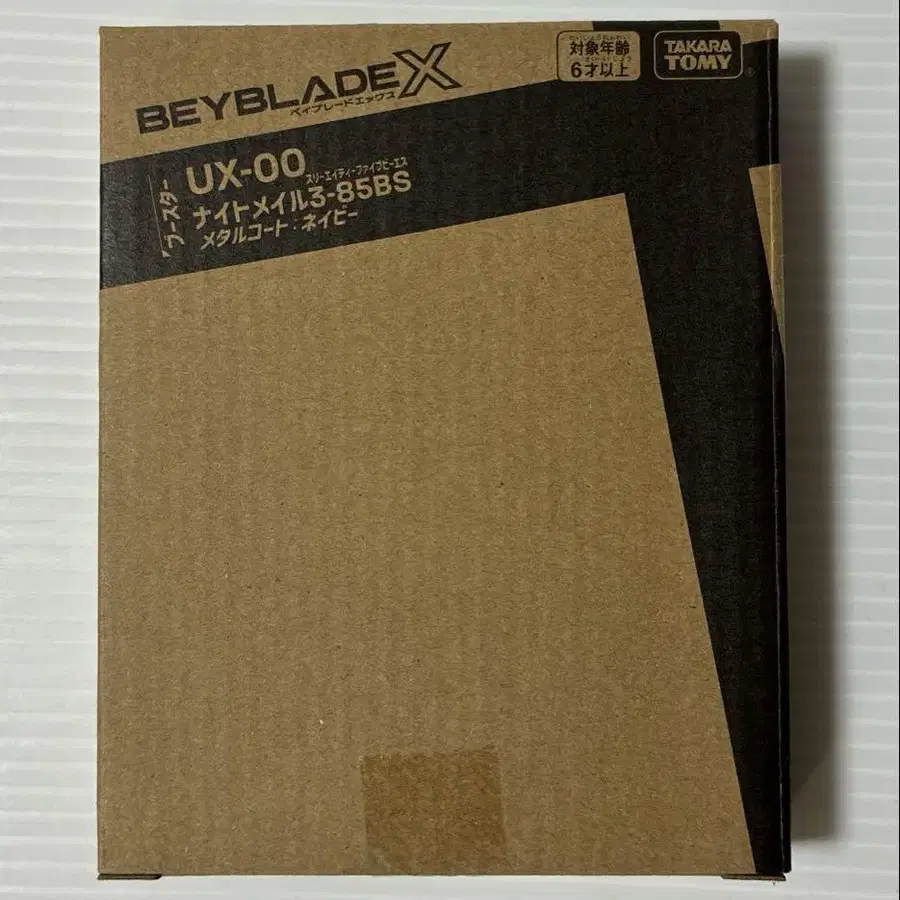 BEYBLADE X
ベイブレードエックス
対象年齢
6才以上
TAKARA
TOMY
ブースター
UX-00
スリーエイティーファイブビーエス
ナイトメイル3-85BS
メタルコート:ネイビー